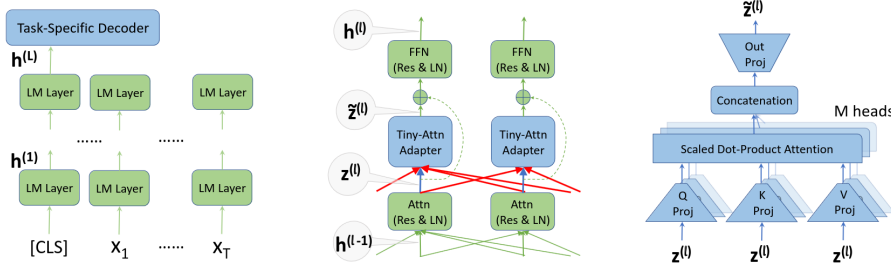 Task-Specific Decoder
h(L)
LM Layer LM Layer LM Layer
...... ......
h(1)
LM Layer LM Layer LM Layer
[CLS] X1 ...... XT
h(l)
FFN
(Res & LN)
FFN
(Res & LN)
z̃(l)
Tiny-Attn
Adapter
Tiny-Attn
Adapter
z(l)
Attn
(Res & LN)
Attn
(Res & LN)
h(l-1)
z̃(l)
Out
Proj
Concatenation
M heads
Scaled Dot-Product Attention
Q
Proj
K
Proj
V
Proj
z(l) z(l) z(l)